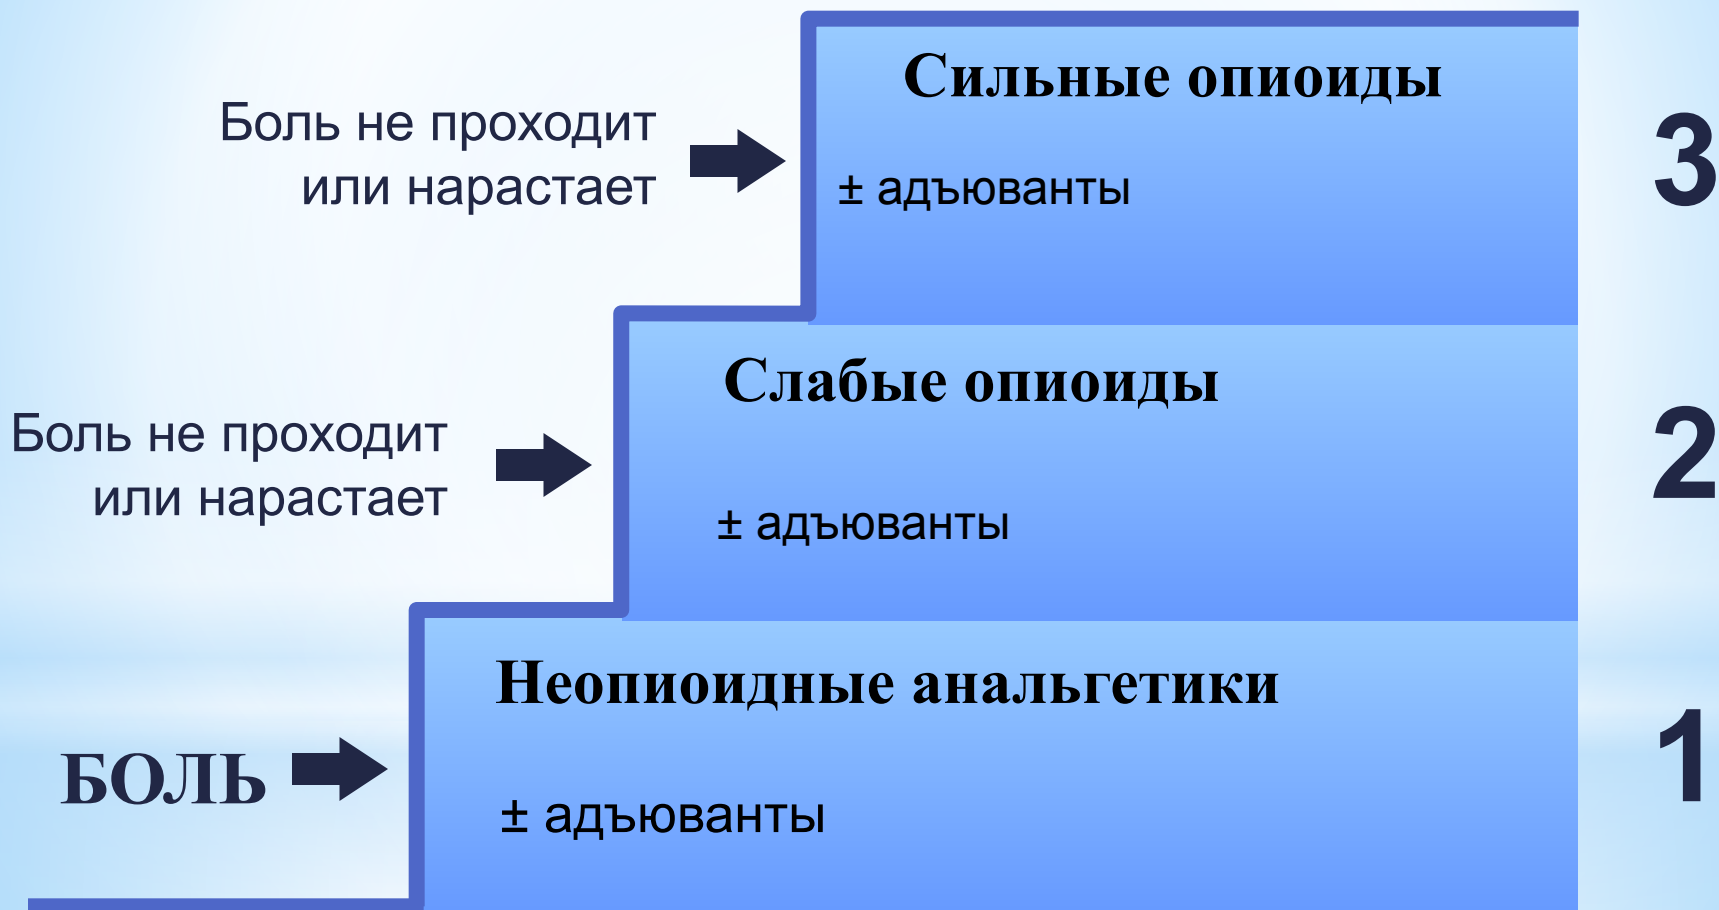 Сильные опиоиды
Боль не проходит
или нарастает
± адъюванты
3
Слабые опиоиды
Боль не проходит
или нарастает
± адъюванты
2
Неопиоидные анальгетики
БОЛЬ
± адъюванты
1